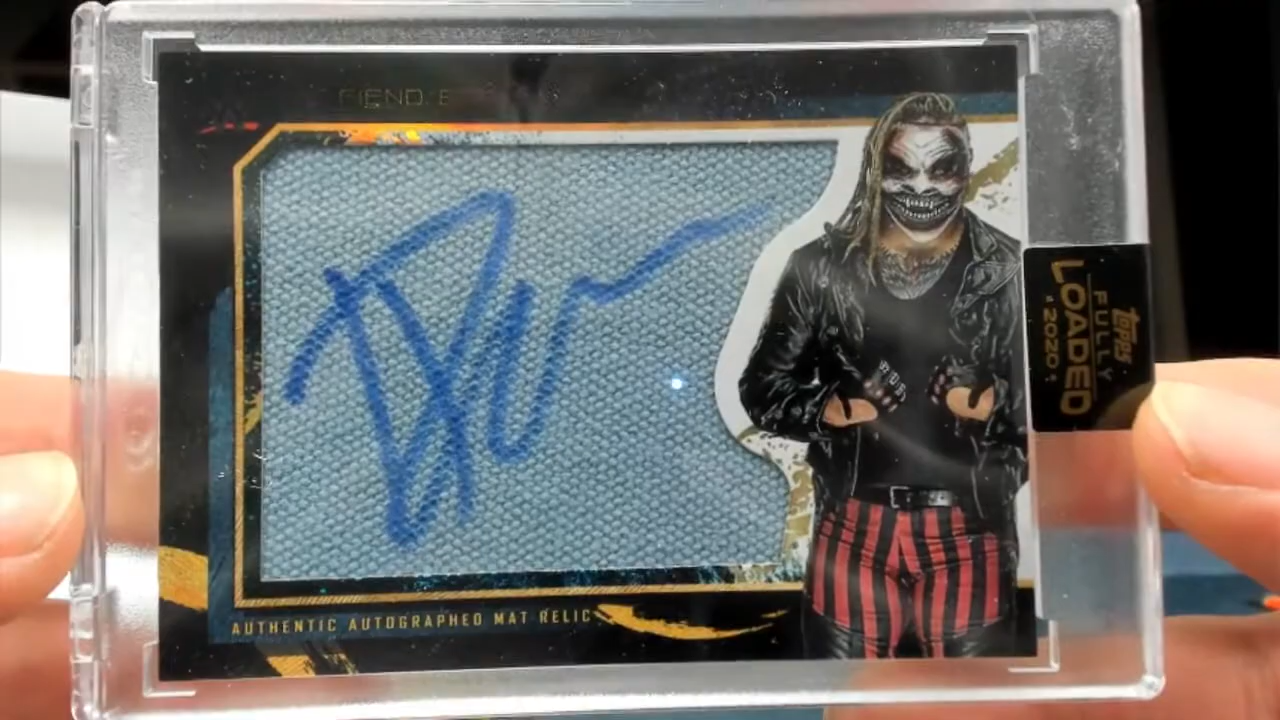 FIEND
AUTHENTIC AUTOGRAPHED MAT RELIC
topps
FULLY
LOADED
2020